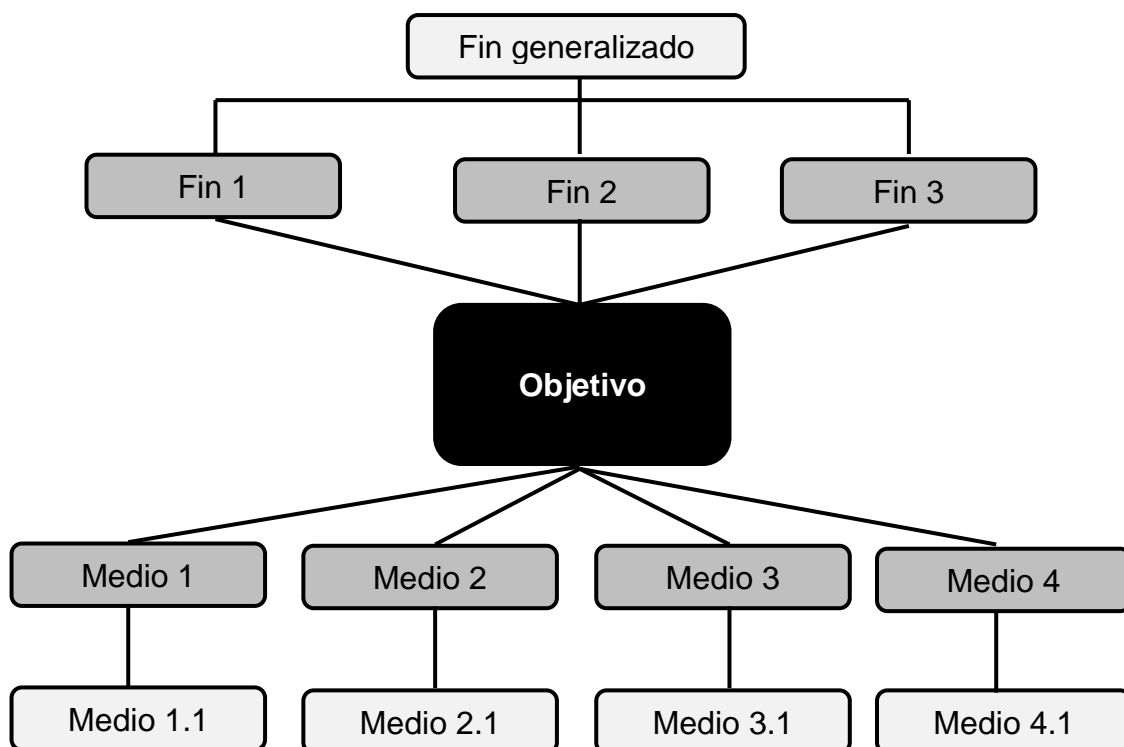 Fin generalizado
Fin 1
Fin 2
Fin 3
Objetivo
Medio 1
Medio 2
Medio 3
Medio 4
Medio 1.1
Medio 2.1
Medio 3.1
Medio 4.1